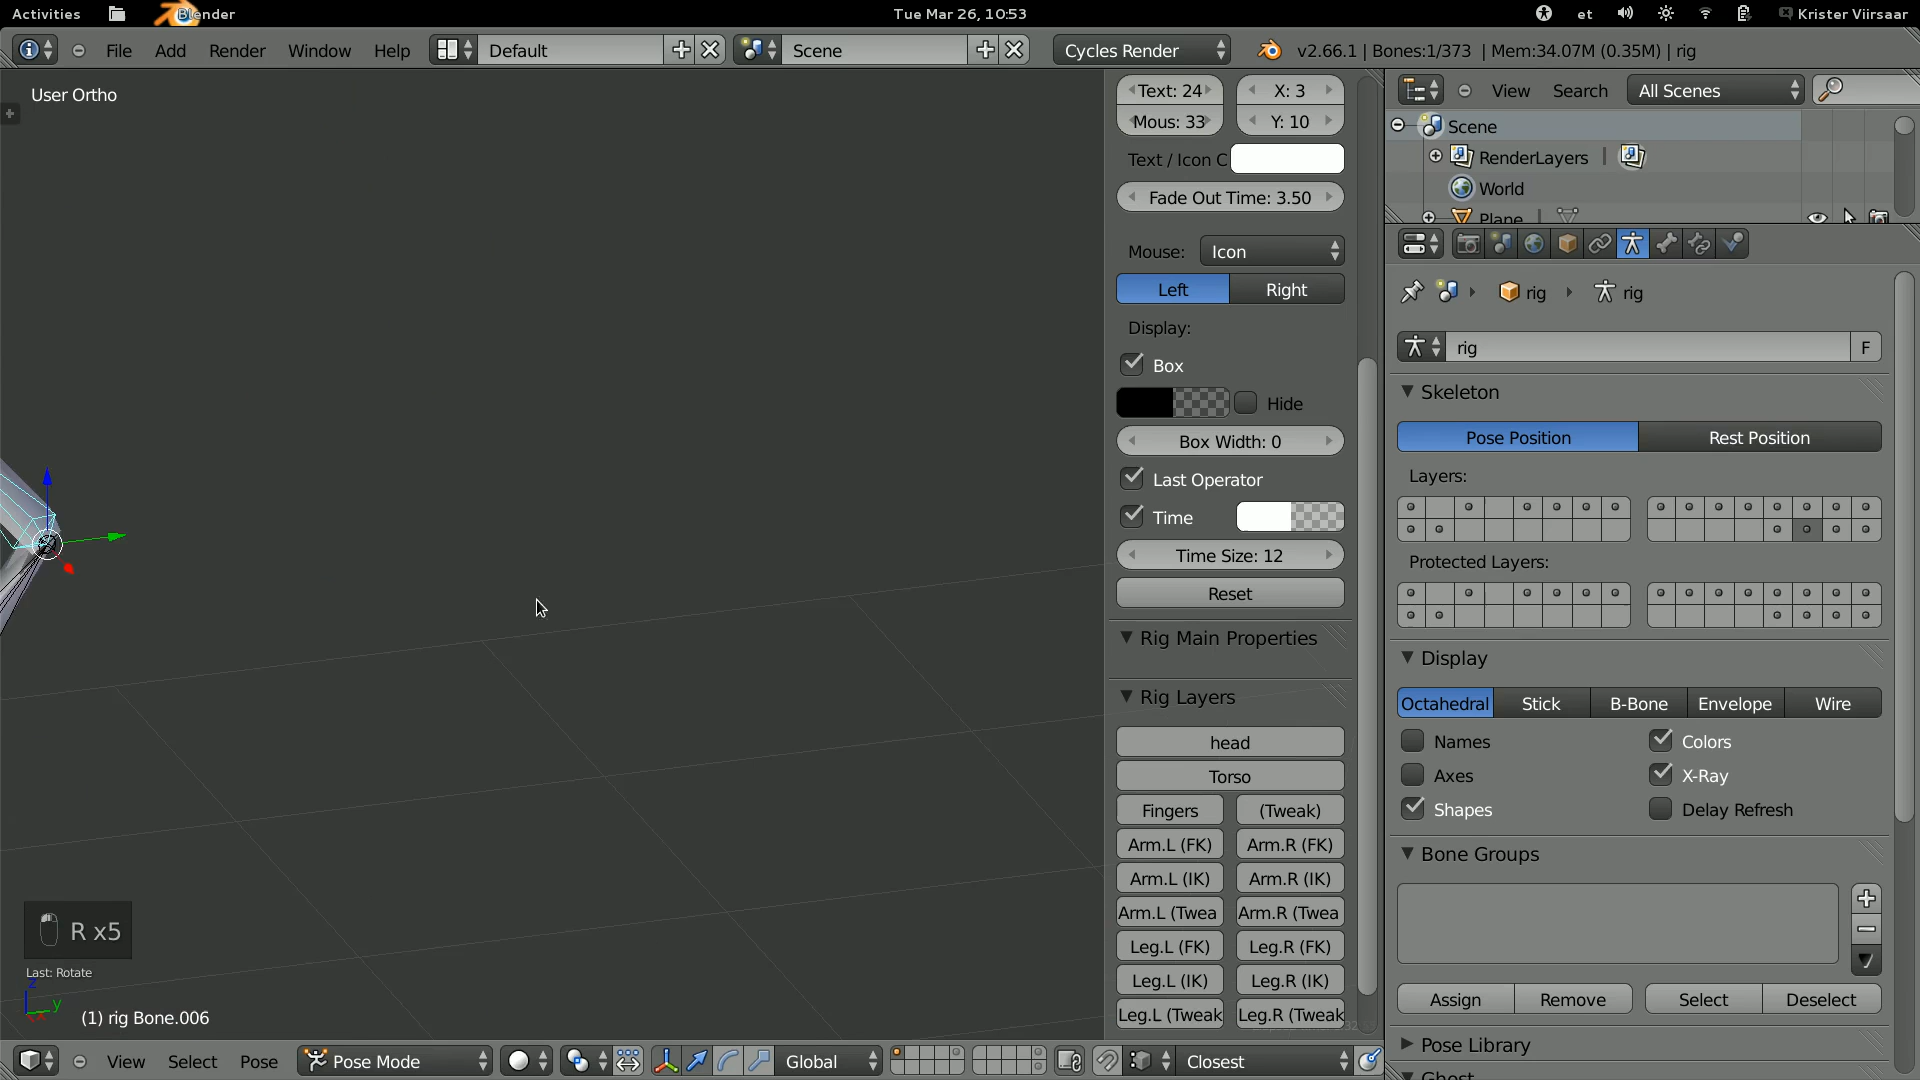 Activities
Blender
Tue Mar 26, 10:53
et
Krister Viirsaar
File
Add
Render
Window
Help
Default
Scene
Cycles Render
v2.66.1 | Bones:1/373 | Mem:34.07M (0.35M) | rig
User Ortho
Text: 24
X: 3
Mous: 33
Y: 10
Text / Icon C
Fade Out Time: 3.50
Mouse:
Icon
Left
Right
Display:
Box
Hide
Box Width: 0
Last Operator
Time
Time Size: 12
Reset
Rig Main Properties
Rig Layers
head
Torso
Fingers
(Tweak)
Arm.L (FK)
Arm.R (FK)
Arm.L (IK)
Arm.R (IK)
Arm.L (Twea
Arm.R (Twea
Leg.L (FK)
Leg.R (FK)
Leg.L (IK)
Leg.R (IK)
Leg.L (Tweak
Leg.R (Tweak
View
Search
All Scenes
Scene
RenderLayers
World
Plane
rig
rig
rig
F
Skeleton
Pose Position
Rest Position
Layers:
Protected Layers:
Display
Octahedral
Stick
B-Bone
Envelope
Wire
Names
Colors
Axes
X-Ray
Shapes
Delay Refresh
Bone Groups
Assign
Remove
Select
Deselect
Pose Library
Ghost
R x5
Last: Rotate
z
y
(1) rig Bone.006
View
Select
Pose
Pose Mode
Global
Closest